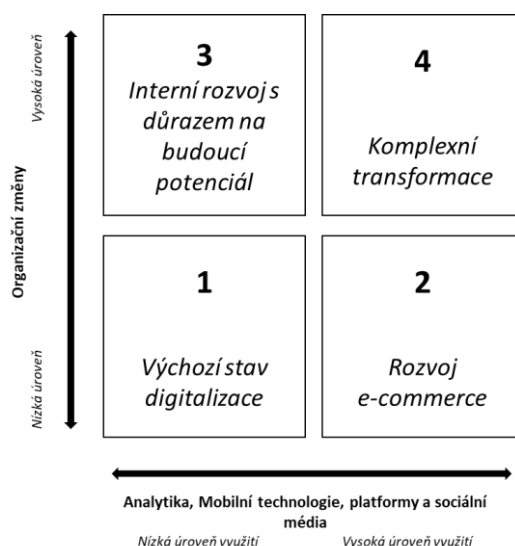 Vysoká úroveň
Organizační změny
Nízká úroveň
3
Interní rozvoj s
důrazem na
budoucí
potenciál
4
Komplexní
transformace
1
Výchozí stav
digitalizace
2
Rozvoj
e-commerce
Analytika, Mobilní technologie, platformy a sociální
média
Nízká úroveň využití
Vysoká úroveň využití